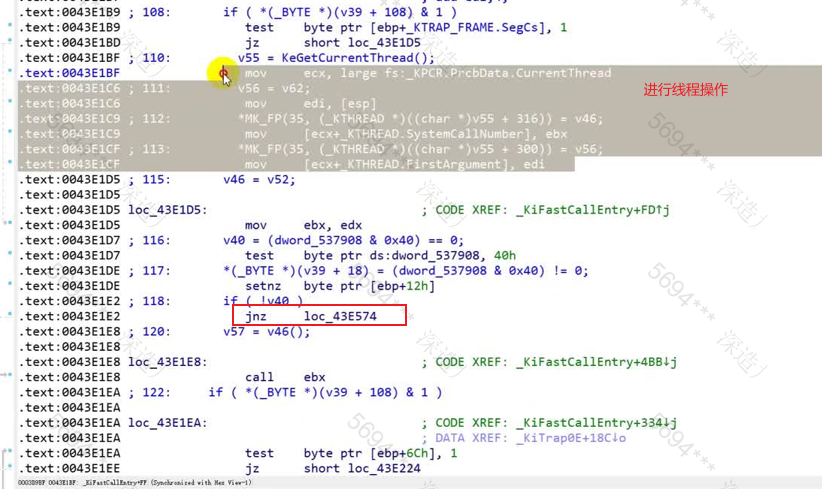 .text:0043E1B9 ; 108:       if ( *(_BYTE *)(v39 + 108) & 1 )
.text:0043E1B9                 test    byte ptr [ebp+_KTRAP_FRAME.SegCs], 1
.text:0043E1BD                 jz      short loc_43E1D5
.text:0043E1BF ; 110:         v55 = KeGetCurrentThread();
.text:0043E1BF                 mov     ecx, large fs:_KPCR.PrcbData.CurrentThread
进行线程操作
.text:0043E1C6 ; 111:         v56 = v62;
.text:0043E1C6                 mov     edi, [esp]
.text:0043E1C9 ; 112:         *MK_FP(35, (_KTHREAD *)((char *)v55 + 316)) = v46;
.text:0043E1C9                 mov     [ecx+_KTHREAD.SystemCallNumber], ebx
.text:0043E1CF ; 113:         *MK_FP(35, (_KTHREAD *)((char *)v55 + 300)) = v56;
.text:0043E1CF                 mov     [ecx+_KTHREAD.FirstArgument], edi
.text:0043E1D5 ; 115:       v46 = v52;
.text:0043E1D5
.text:0043E1D5 loc_43E1D5:                             ; CODE XREF: _KiFastCallEntry+FD↑j
.text:0043E1D5                 mov     ebx, edx
.text:0043E1D7 ; 116:       v40 = (dword_537908 & 0x40) == 0;
.text:0043E1D7                 test    byte ptr ds:dword_537908, 40h
.text:0043E1DE ; 117:       *(_BYTE *)(v39 + 18) = (dword_537908 & 0x40) != 0;
.text:0043E1DE                 setnz   byte ptr [ebp+12h]
.text:0043E1E2 ; 118:       if ( !v40 )
.text:0043E1E2                 jnz     loc_43E574
.text:0043E1E8 ; 120:       v57 = v46();
.text:0043E1E8
.text:0043E1E8 loc_43E1E8:                             ; CODE XREF: _KiFastCallEntry+4BB↓j
.text:0043E1E8                 call    ebx
.text:0043E1EA ; 122:     if ( *(_BYTE *)(v39 + 108) & 1 )
.text:0043E1EA
.text:0043E1EA loc_43E1EA:                             ; CODE XREF: _KiFastCallEntry+334↓j
.text:0043E1EA                                         ; DATA XREF: _KiTrap0E+18C↓o
.text:0043E1EA                 test    byte ptr [ebp+6Ch], 1
.text:0043E1EE                 jz      short loc_43E224
0003D9BF 0043E1BF: _KiFastCallEntry+FF (Synchronized with Hex View-1)
5694*** 深造